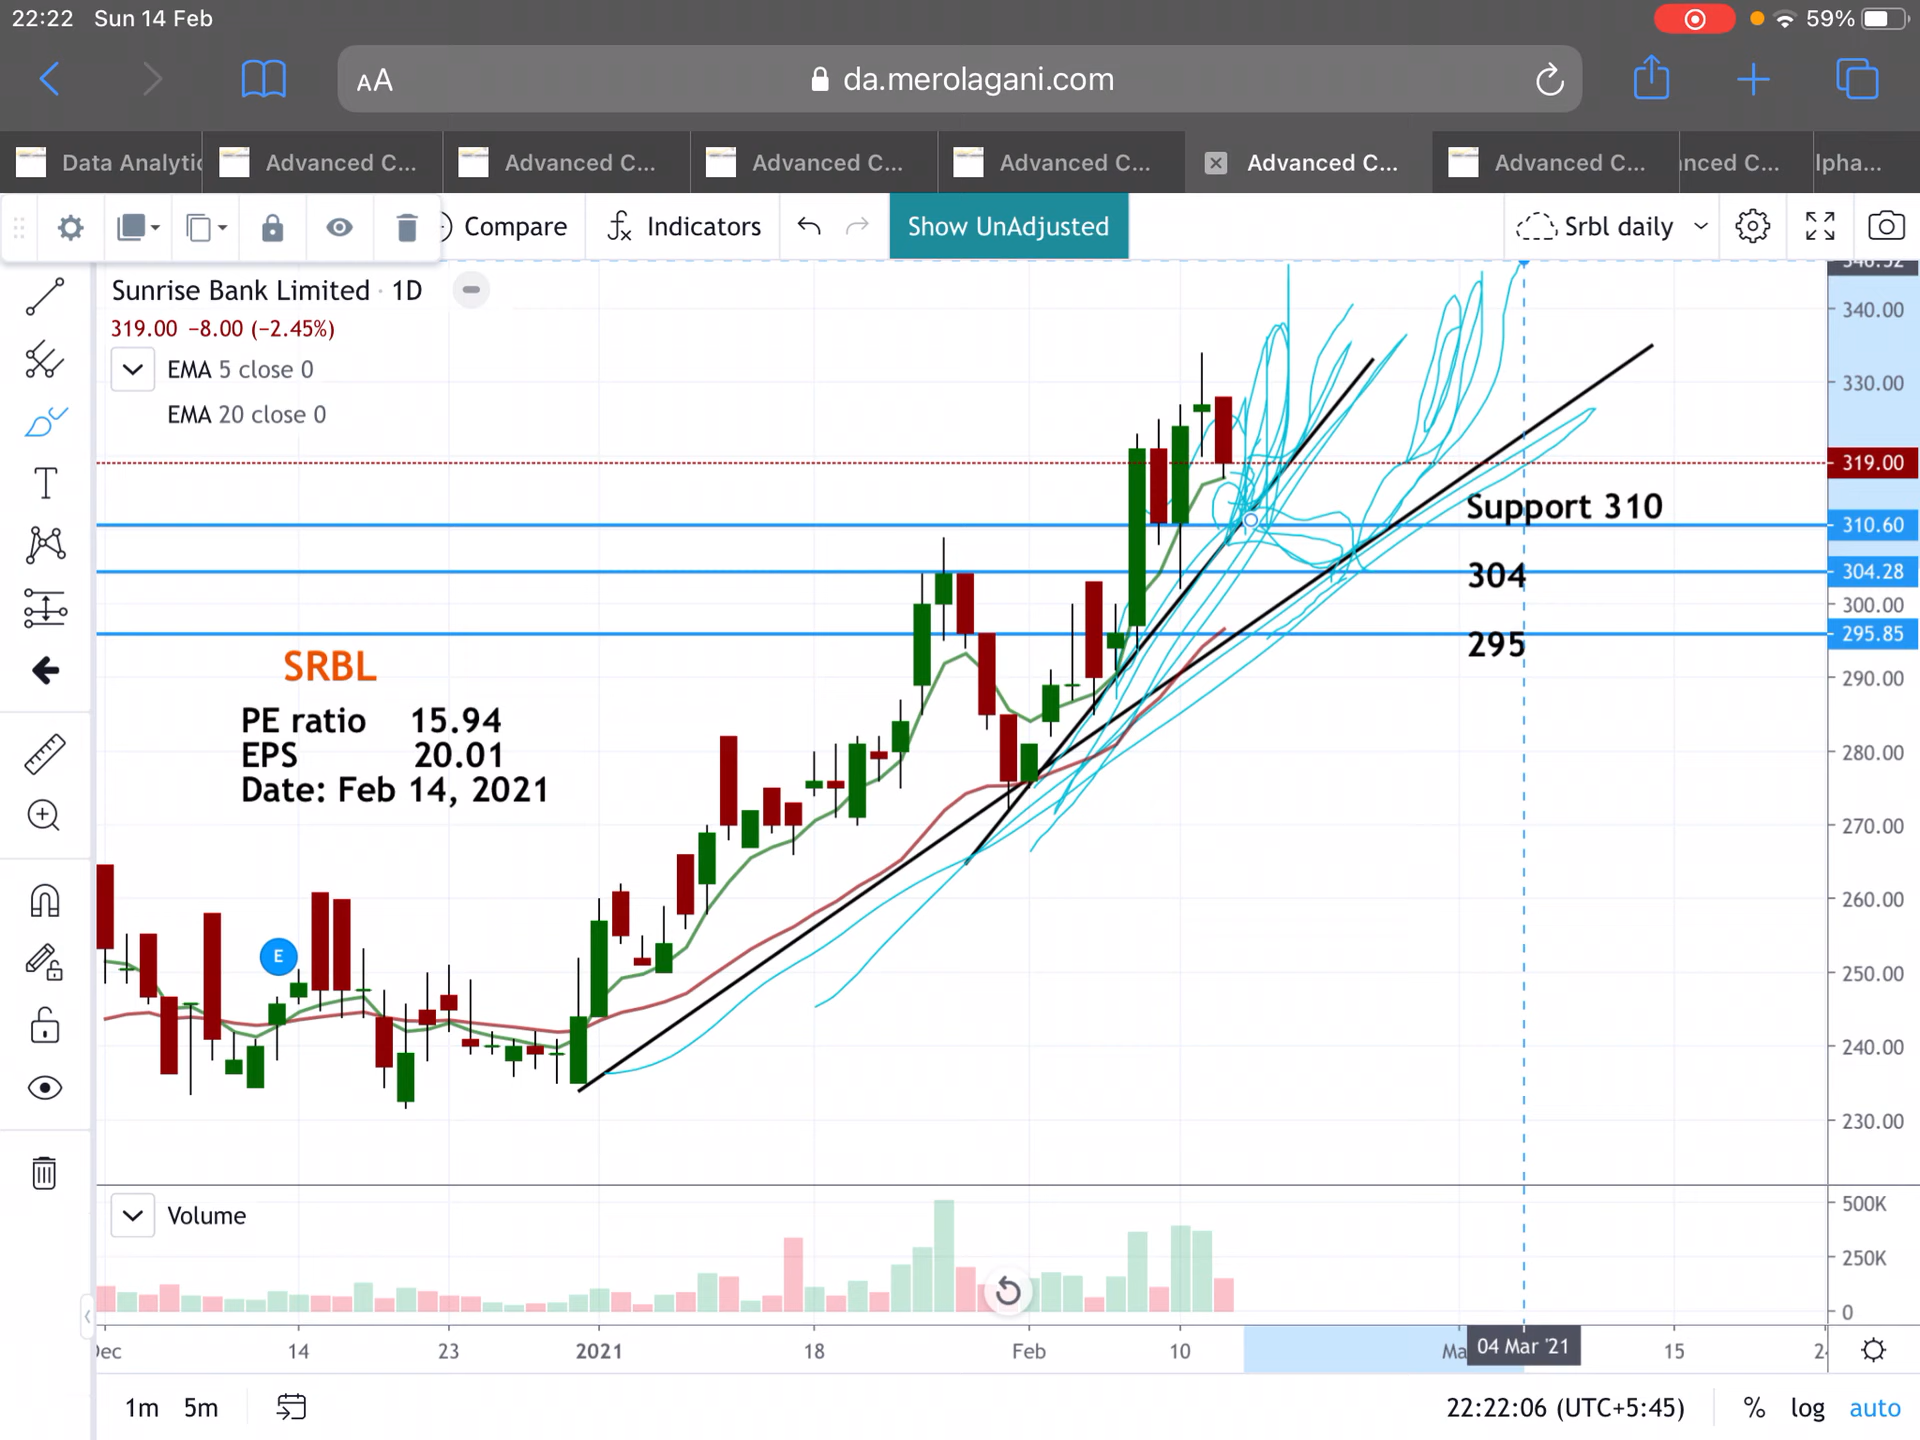 22:22 Sun 14 Feb
59%
AA da.merolagani.com
Data Analytic Advanced C... Advanced C... Advanced C... Advanced C... Advanced C... Advanced C... nced C... lpha...
Compare Indicators Show UnAdjusted Srbl daily
Sunrise Bank Limited · 1D
319.00 −8.00 (−2.45%)
EMA 5 close 0
EMA 20 close 0
340.00
330.00
319.00
Support 310
310.60
304
304.28
300.00
295
295.85
SRBL
290.00
PE ratio 15.94
EPS 20.01
Date: Feb 14, 2021
280.00
270.00
260.00
E
250.00
240.00
230.00
Volume
500K
250K
0
Dec 14 23 2021 18 Feb 10 Ma 04 Mar '21 15 2
1m 5m 22:22:06 (UTC+5:45) % log auto